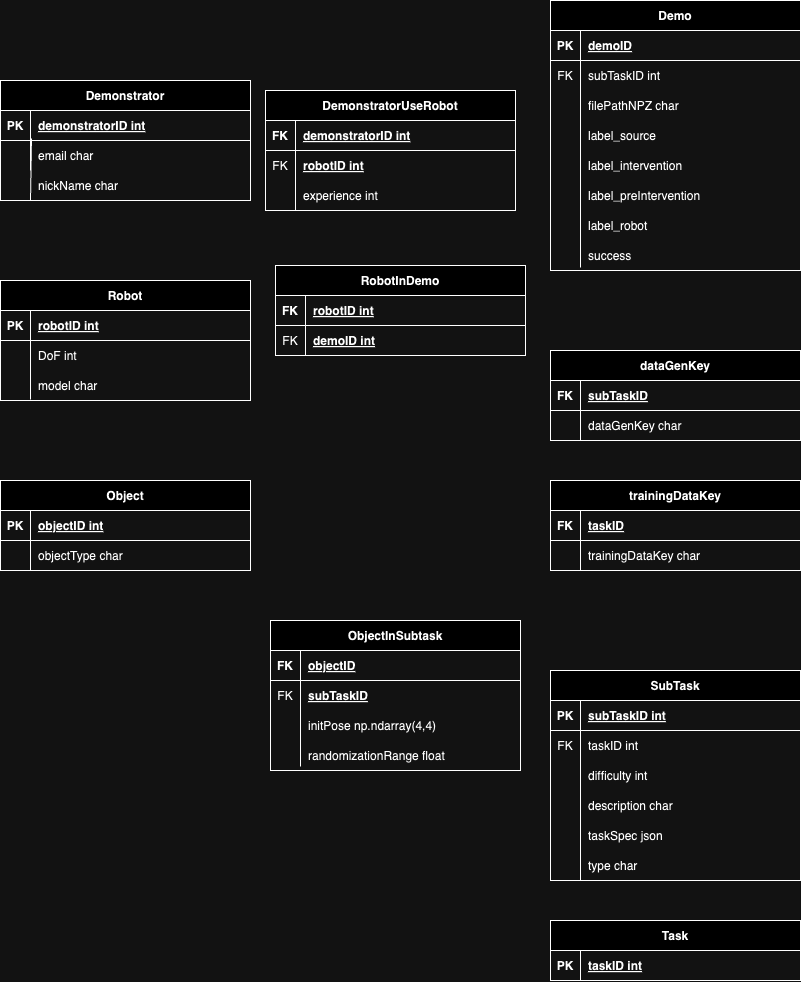 Demonstrator
PK demonstratorID int
email char
nickName char
DemonstratorUseRobot
FK demonstratorID int
FK robotID int
experience int
Demo
PK demoID
FK subTaskID int
filePathNPZ char
label_source
label_intervention
label_preIntervention
label_robot
success
Robot
PK robotID int
DoF int
model char
RobotInDemo
FK robotID int
FK demoID int
dataGenKey
FK subTaskID
dataGenKey char
Object
PK objectID int
objectType char
trainingDataKey
FK taskID
trainingDataKey char
ObjectInSubtask
FK objectID
FK subTaskID
initPose np.ndarray(4,4)
randomizationRange float
SubTask
PK subTaskID int
FK taskID int
difficulty int
description char
taskSpec json
type char
Task
PK taskID int